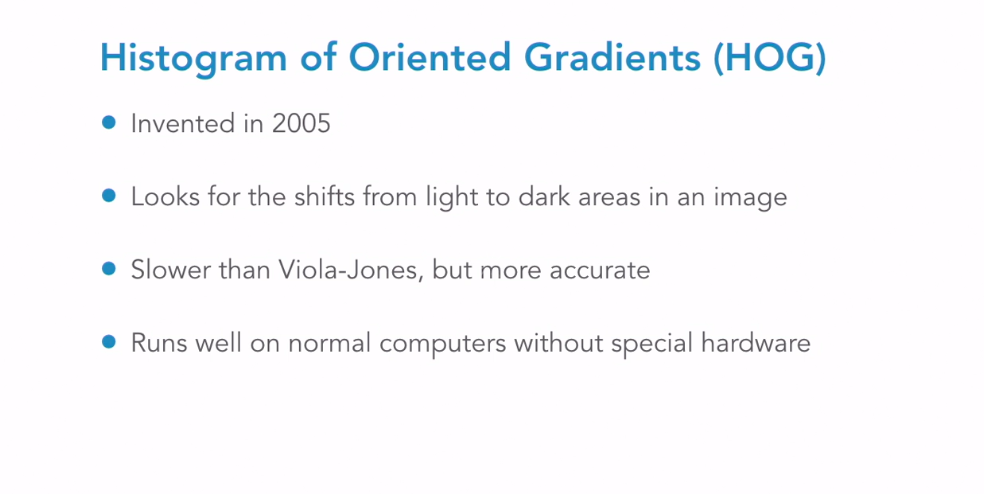 Histogram of Oriented Gradients (HOG)
• Invented in 2005
• Looks for the shifts from light to dark areas in an image
• Slower than Viola-Jones, but more accurate
• Runs well on normal computers without special hardware